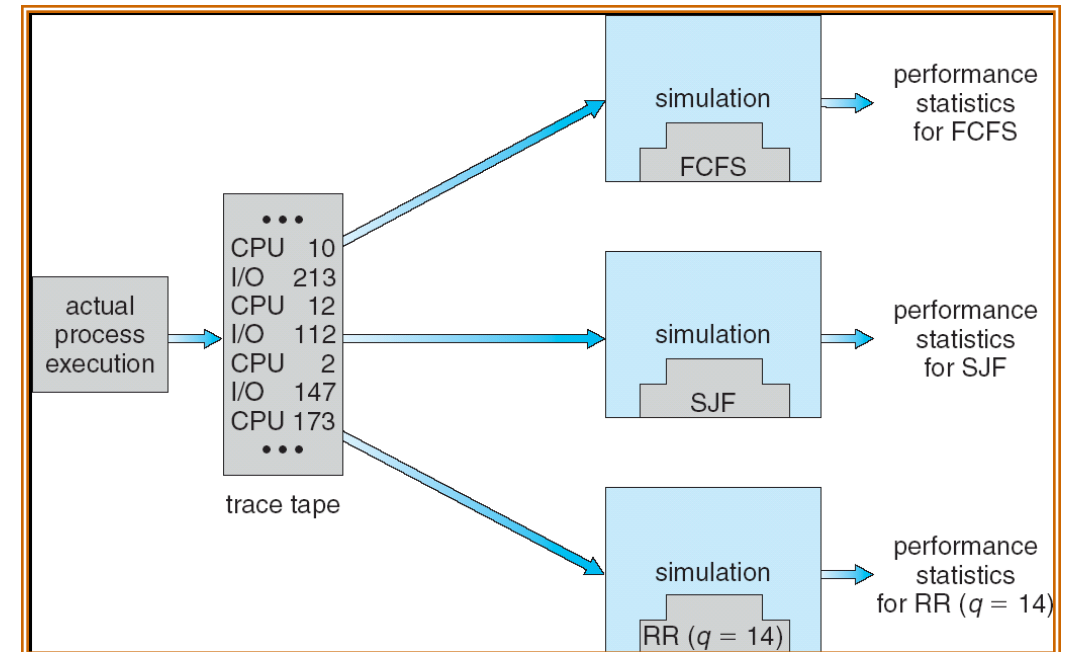 actual
process
execution
• • •
CPU 10
I/O 213
CPU 12
I/O 112
CPU 2
I/O 147
CPU 173
• • •
trace tape
simulation
FCFS
performance
statistics
for FCFS
simulation
SJF
performance
statistics
for SJF
simulation
RR (q = 14)
performance
statistics
for RR (q = 14)